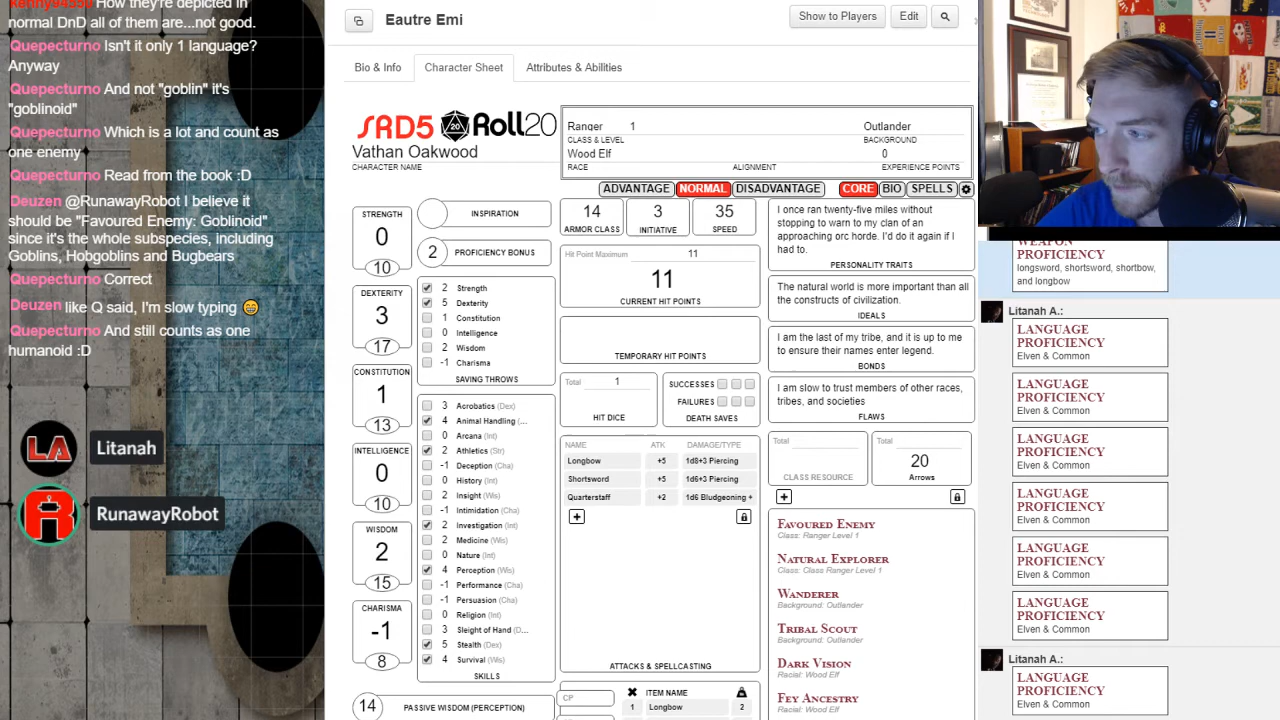 kenny94550 How they're depicted in
normal DnD all of them are...not good.
Quepecturno Isn't it only 1 language?
Anyway
Quepecturno And not "goblin" it's
"goblinoid"
Quepecturno Which is a lot and count as
one enemy
Quepecturno Read from the book :D
Deuzen @RunawayRobot I believe it
should be "Favoured Enemy: Goblinoid"
since it's the whole subspecies, including
Goblins, Hobgoblins and Bugbears
Quepecturno Correct
Deuzen like Q said, I'm slow typing
Quepecturno And still counts as one
humanoid :D
LA Litanah
RunawayRobot
Eautre Emi
Show to Players
Edit
Bio & Info
Character Sheet
Attributes & Abilities
SRD5 20 Roll20
Vathan Oakwood
CHARACTER NAME
Ranger 1
CLASS & LEVEL
Outlander
BACKGROUND
Wood Elf
RACE
ALIGNMENT
0
EXPERIENCE POINTS
ADVANTAGE NORMAL DISADVANTAGE
CORE BIO SPELLS
STRENGTH
0
10
DEXTERITY
3
17
CONSTITUTION
1
13
INTELLIGENCE
0
10
WISDOM
2
15
CHARISMA
-1
8
INSPIRATION
2 PROFICIENCY BONUS
2 Strength
5 Dexterity
1 Constitution
0 Intelligence
2 Wisdom
-1 Charisma
SAVING THROWS
3 Acrobatics (Dex)
4 Animal Handling (...
0 Arcana (Int)
2 Athletics (Str)
-1 Deception (Cha)
0 History (Int)
2 Insight (Wis)
-1 Intimidation (Cha)
2 Investigation (Int)
2 Medicine (Wis)
0 Nature (Int)
4 Perception (Wis)
-1 Performance (Cha)
-1 Persuasion (Cha)
0 Religion (Int)
3 Sleight of Hand (D...
5 Stealth (Dex)
4 Survival (Wis)
SKILLS
14 PASSIVE WISDOM (PERCEPTION)
14
ARMOR CLASS
3
INITIATIVE
35
SPEED
Hit Point Maximum 11
11
CURRENT HIT POINTS
TEMPORARY HIT POINTS
Total 1
HIT DICE
SUCCESSES
FAILURES
DEATH SAVES
NAME ATK DAMAGE/TYPE
Longbow +5 1d8+3 Piercing
Shortsword +5 1d6+3 Piercing
Quarterstaff +2 1d6 Bludgeoning +
ATTACKS & SPELLCASTING
CP
ITEM NAME
1 Longbow 2
I once ran twenty-five miles without
stopping to warn to my clan of an
approaching orc horde. I'd do it again if I
had to.
PERSONALITY TRAITS
The natural world is more important than all
the constructs of civilization.
IDEALS
I am the last of my tribe, and it is up to me
to ensure their names enter legend.
BONDS
I am slow to trust members of other races,
tribes, and societies
FLAWS
Total
CLASS RESOURCE
Total
20
Arrows
FAVOURED ENEMY
Class: Ranger Level 1
NATURAL EXPLORER
Class: Class Ranger Level 1
WANDERER
Background: Outlander
TRIBAL SCOUT
Background: Outlander
DARK VISION
Racial: Wood Elf
FEY ANCESTRY
Racial: Wood Elf
WEAPON
PROFICIENCY
longsword, shortsword, shortbow,
and longbow
Litanah A.:
LANGUAGE
PROFICIENCY
Elven & Common
LANGUAGE
PROFICIENCY
Elven & Common
LANGUAGE
PROFICIENCY
Elven & Common
LANGUAGE
PROFICIENCY
Elven & Common
LANGUAGE
PROFICIENCY
Elven & Common
LANGUAGE
PROFICIENCY
Elven & Common
Litanah A.:
LANGUAGE
PROFICIENCY
Elven & Common